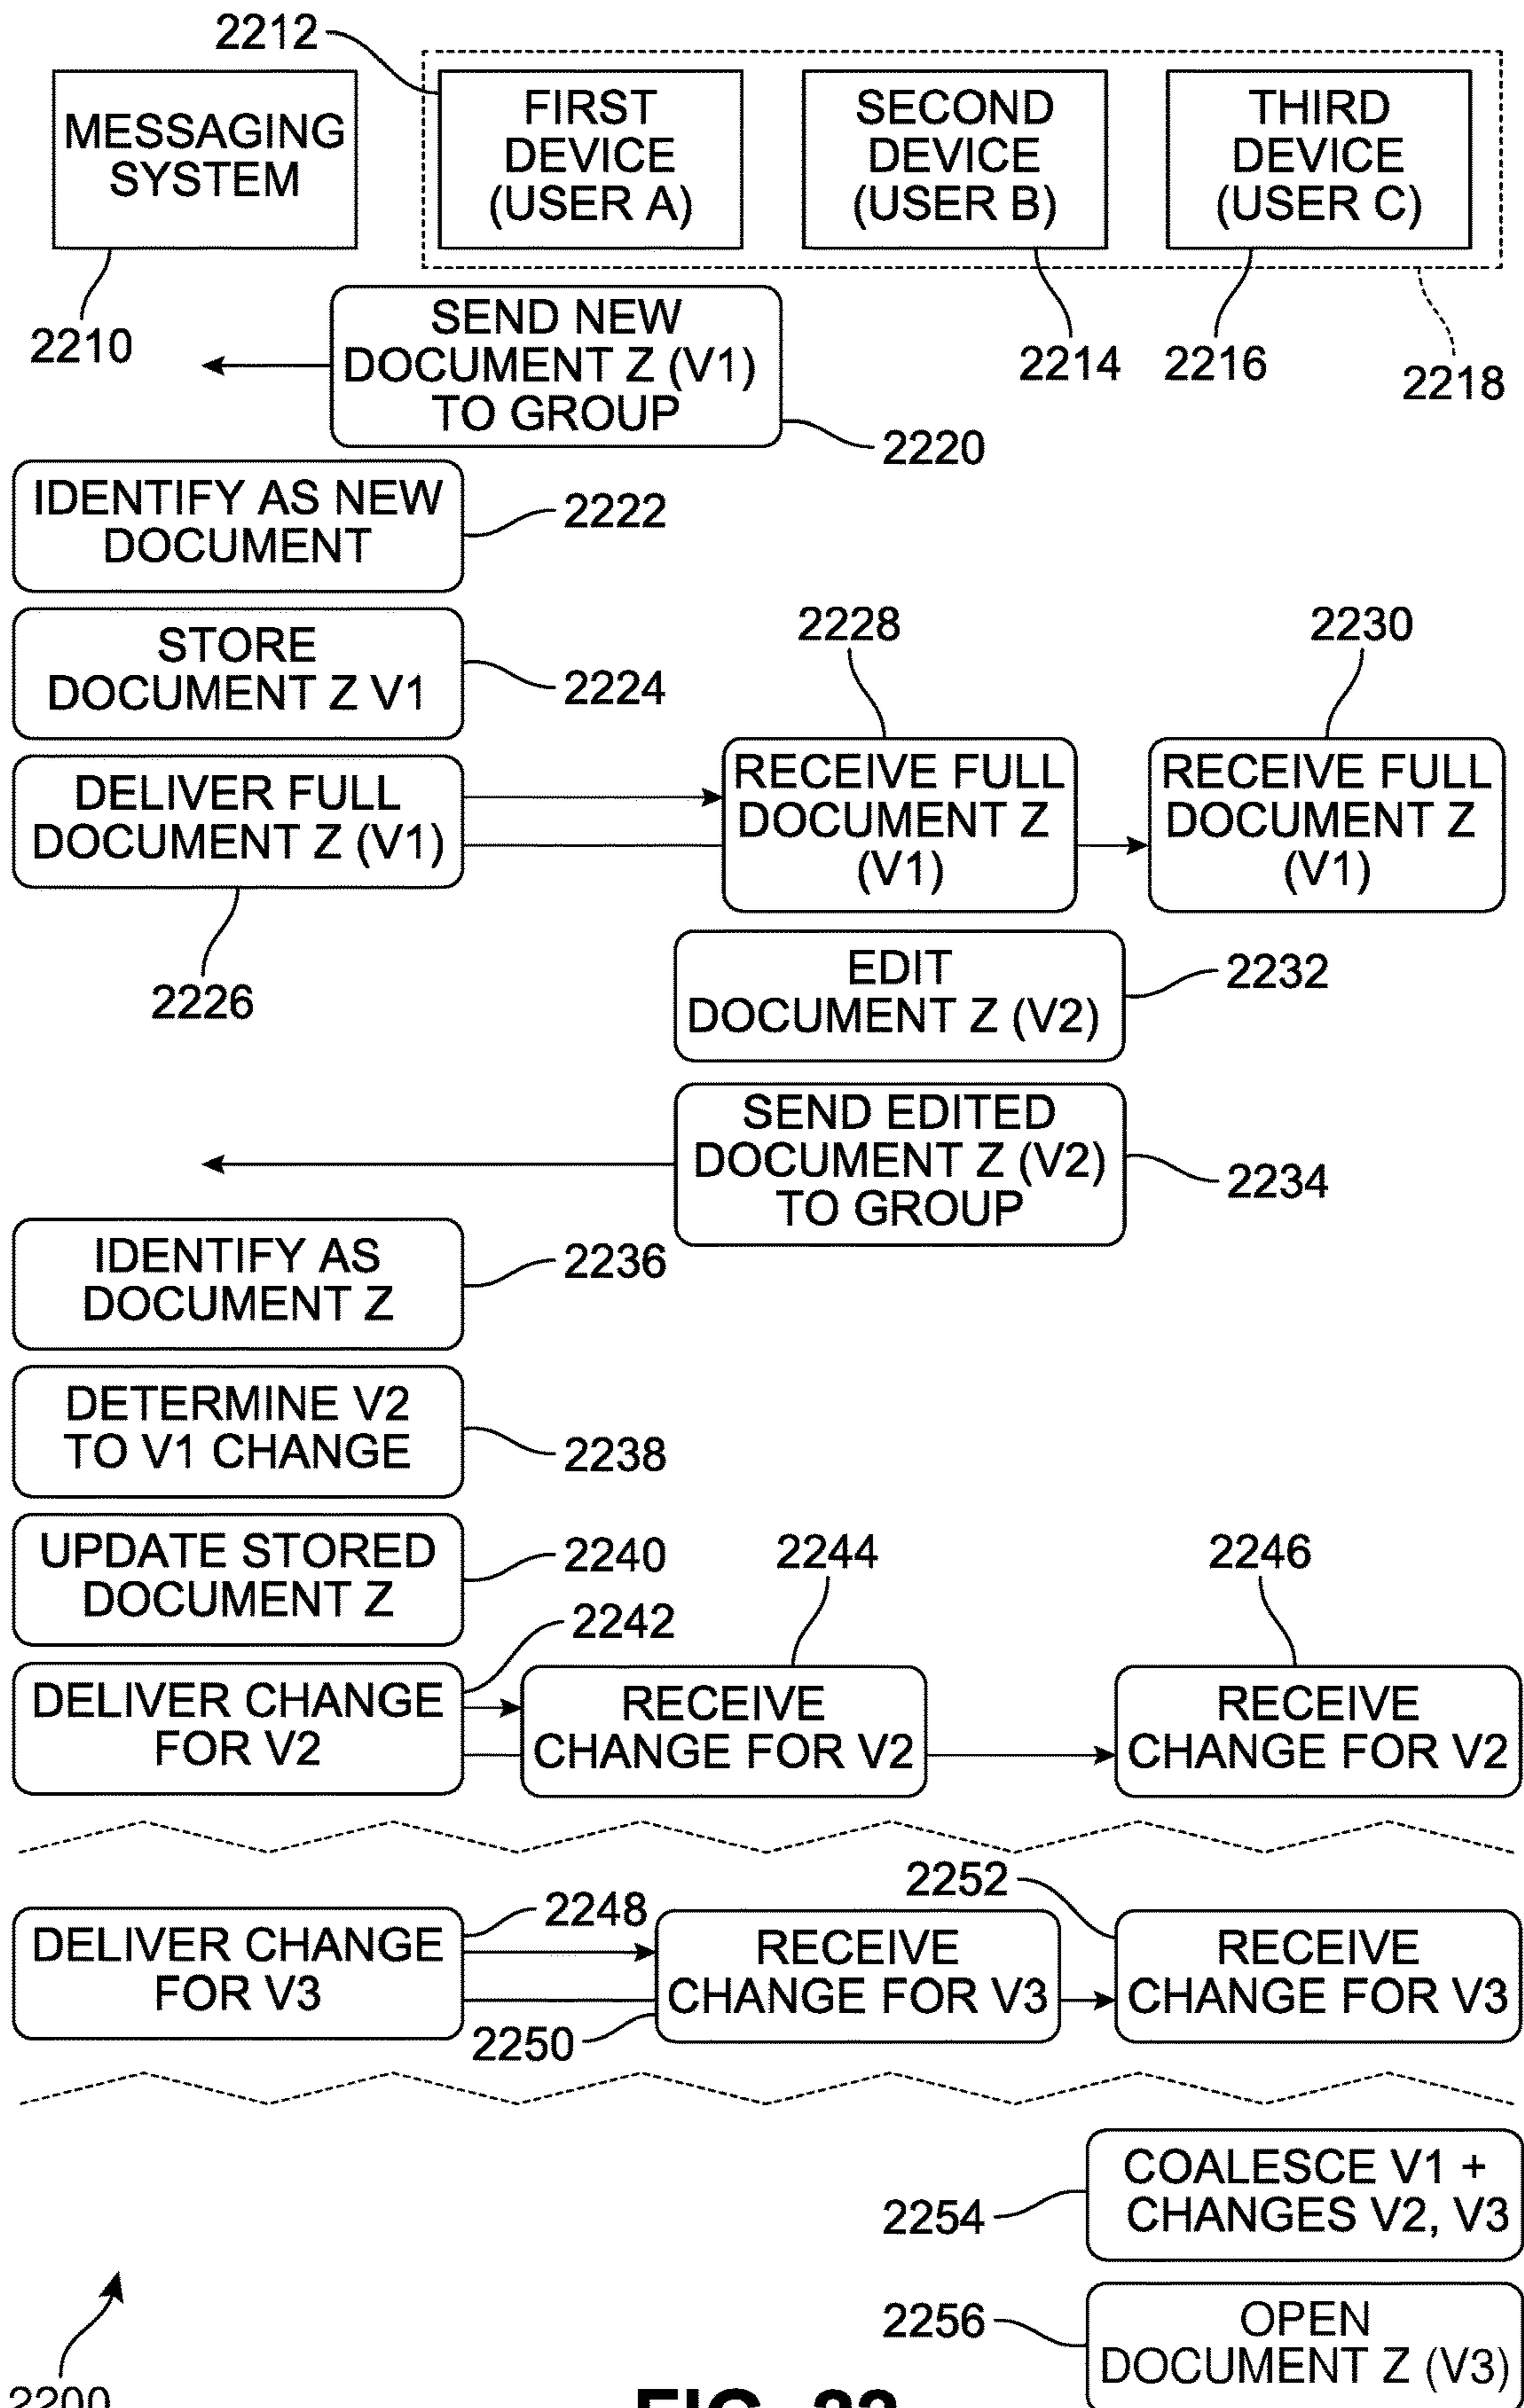 2212
MESSAGING
SYSTEM
FIRST
DEVICE
(USER A)
SECOND
DEVICE
(USER B)
THIRD
DEVICE
(USER C)
2210
2214
2216
2218
SEND NEW
DOCUMENT Z (V1)
TO GROUP
2220
IDENTIFY AS NEW
DOCUMENT
2222
STORE
DOCUMENT Z V1
2224
2228
2230
DELIVER FULL
DOCUMENT Z (V1)
RECEIVE FULL
DOCUMENT Z
(V1)
RECEIVE FULL
DOCUMENT Z
(V1)
2226
EDIT
DOCUMENT Z (V2)
2232
SEND EDITED
DOCUMENT Z (V2)
TO GROUP
2234
IDENTIFY AS
DOCUMENT Z
2236
DETERMINE V2
TO V1 CHANGE
2238
UPDATE STORED
DOCUMENT Z
2240
2244
2246
2242
DELIVER CHANGE
FOR V2
RECEIVE
CHANGE FOR V2
RECEIVE
CHANGE FOR V2
2252
2248
DELIVER CHANGE
FOR V3
RECEIVE
CHANGE FOR V3
RECEIVE
CHANGE FOR V3
2250
COALESCE V1 +
CHANGES V2, V3
2254
2256
OPEN
DOCUMENT Z (V3)
2200